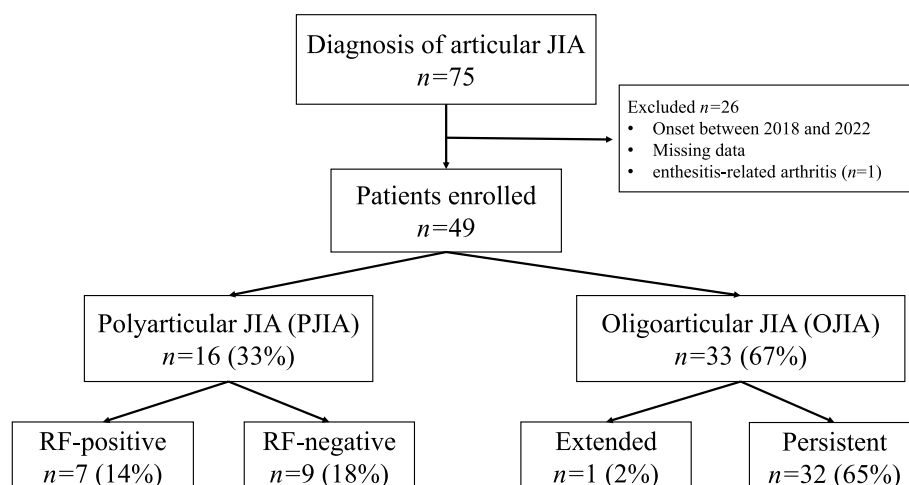 Diagnosis of articular JIA
n=75
Excluded n=26
• Onset between 2018 and 2022
• Missing data
• enthesitis-related arthritis (n=1)
Patients enrolled
n=49
Polyarticular JIA (PJIA)
n=16 (33%)
Oligoarticular JIA (OJIA)
n=33 (67%)
RF-positive
n=7 (14%)
RF-negative
n=9 (18%)
Extended
n=1 (2%)
Persistent
n=32 (65%)